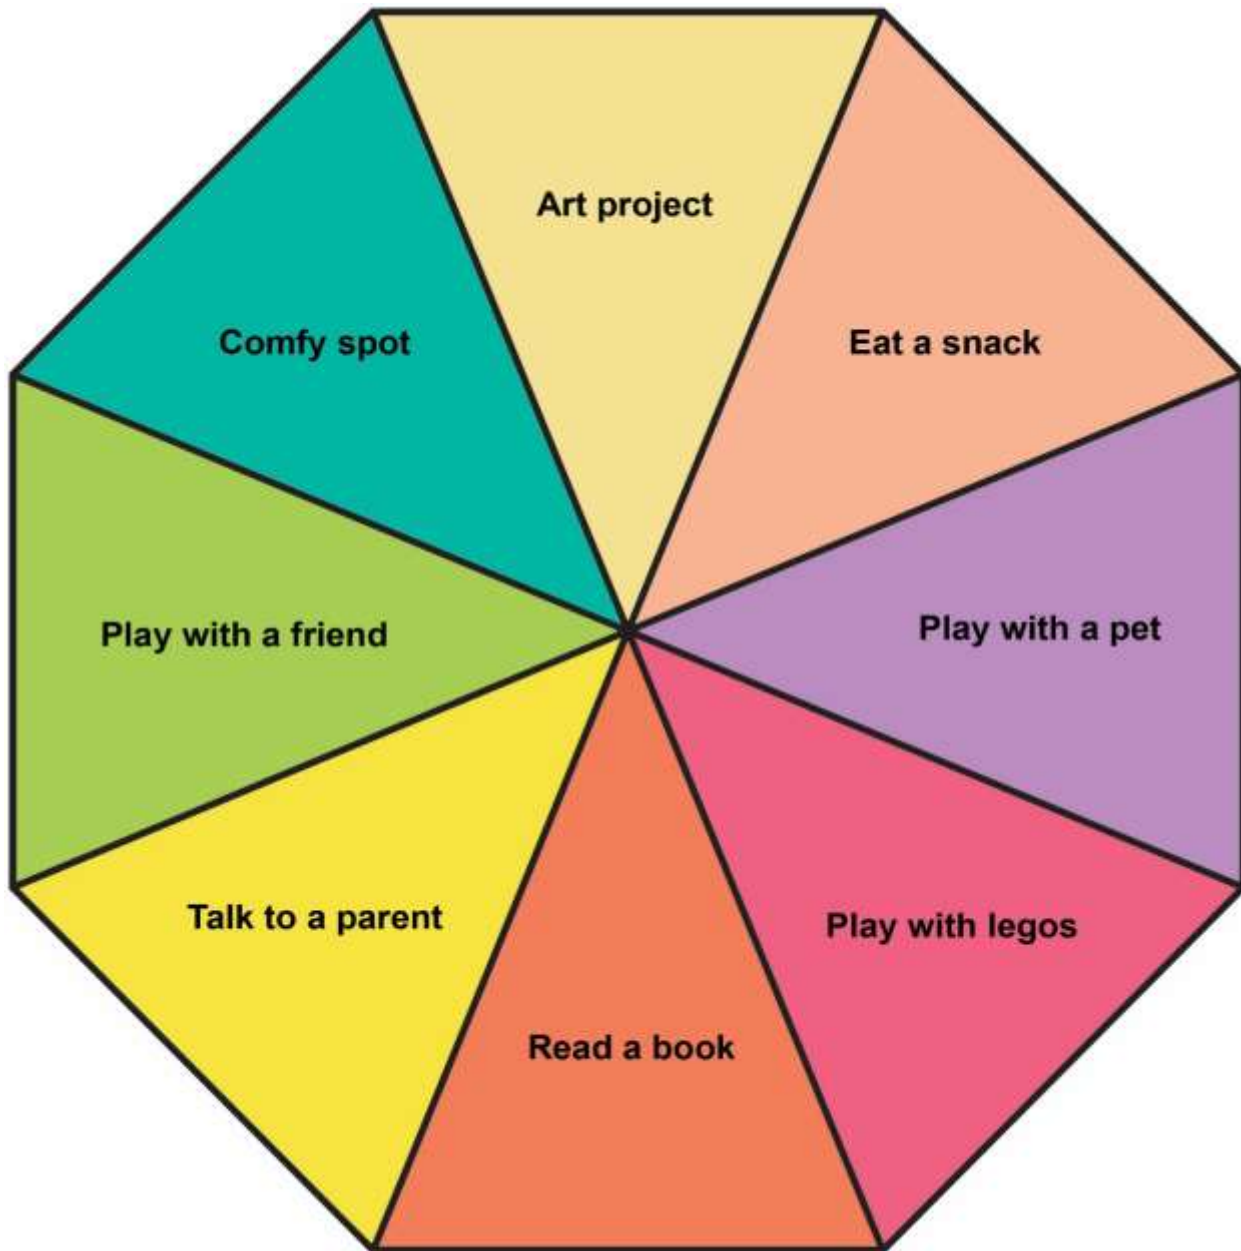 Art project
Eat a snack
Comfy spot
Play with a pet
Play with a friend
Talk to a parent
Play with legos
Read a book